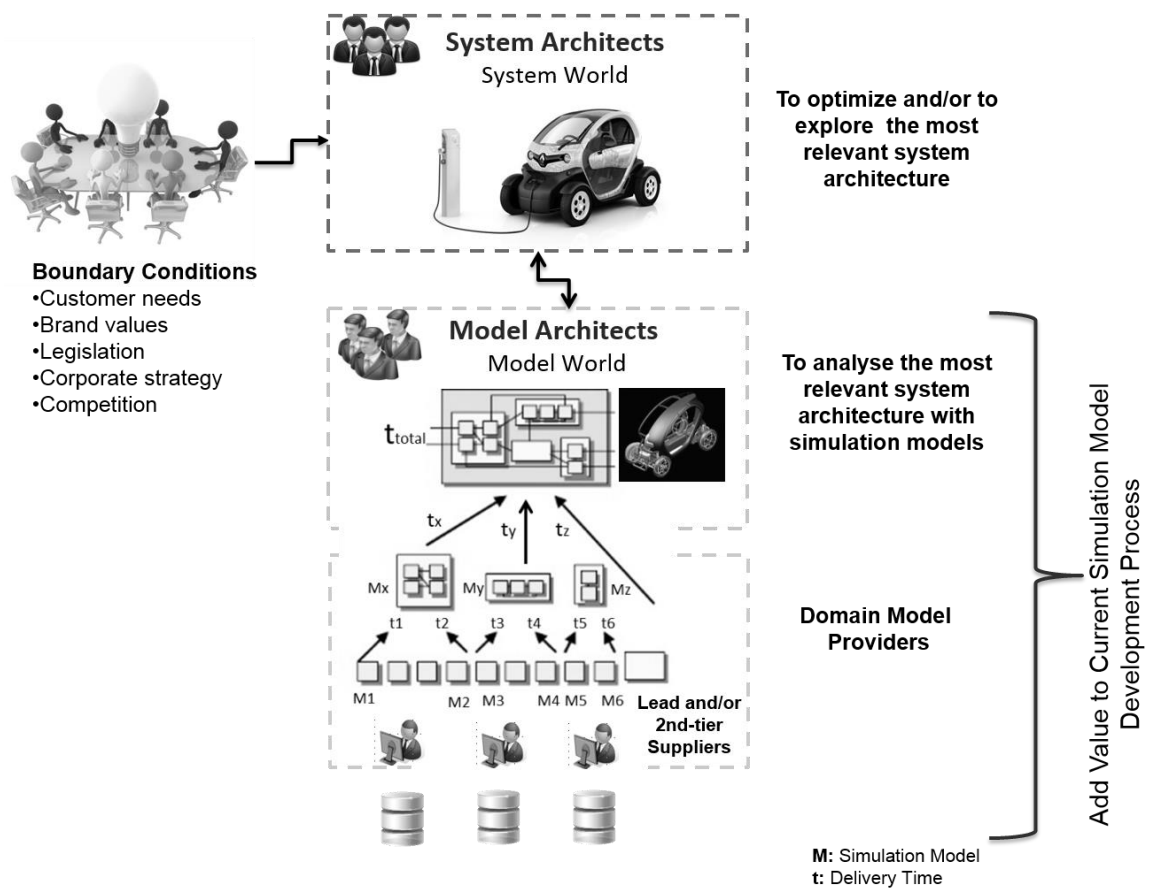 System Architects
System World
To optimize and/or to
explore the most
relevant system
architecture
Boundary Conditions
•Customer needs
•Brand values
•Legislation
•Corporate strategy
•Competition
Model Architects
Model World
To analyse the most
relevant system
architecture with
simulation models
ttotal
tx
ty
tz
Mx
My
Mz
t1
t2
t3
t4
t5
t6
Domain Model
Providers
M1
M2
M3
M4
M5
M6
Lead and/or
2nd-tier
Suppliers
Add Value to Current Simulation Model
Development Process
M: Simulation Model
t: Delivery Time